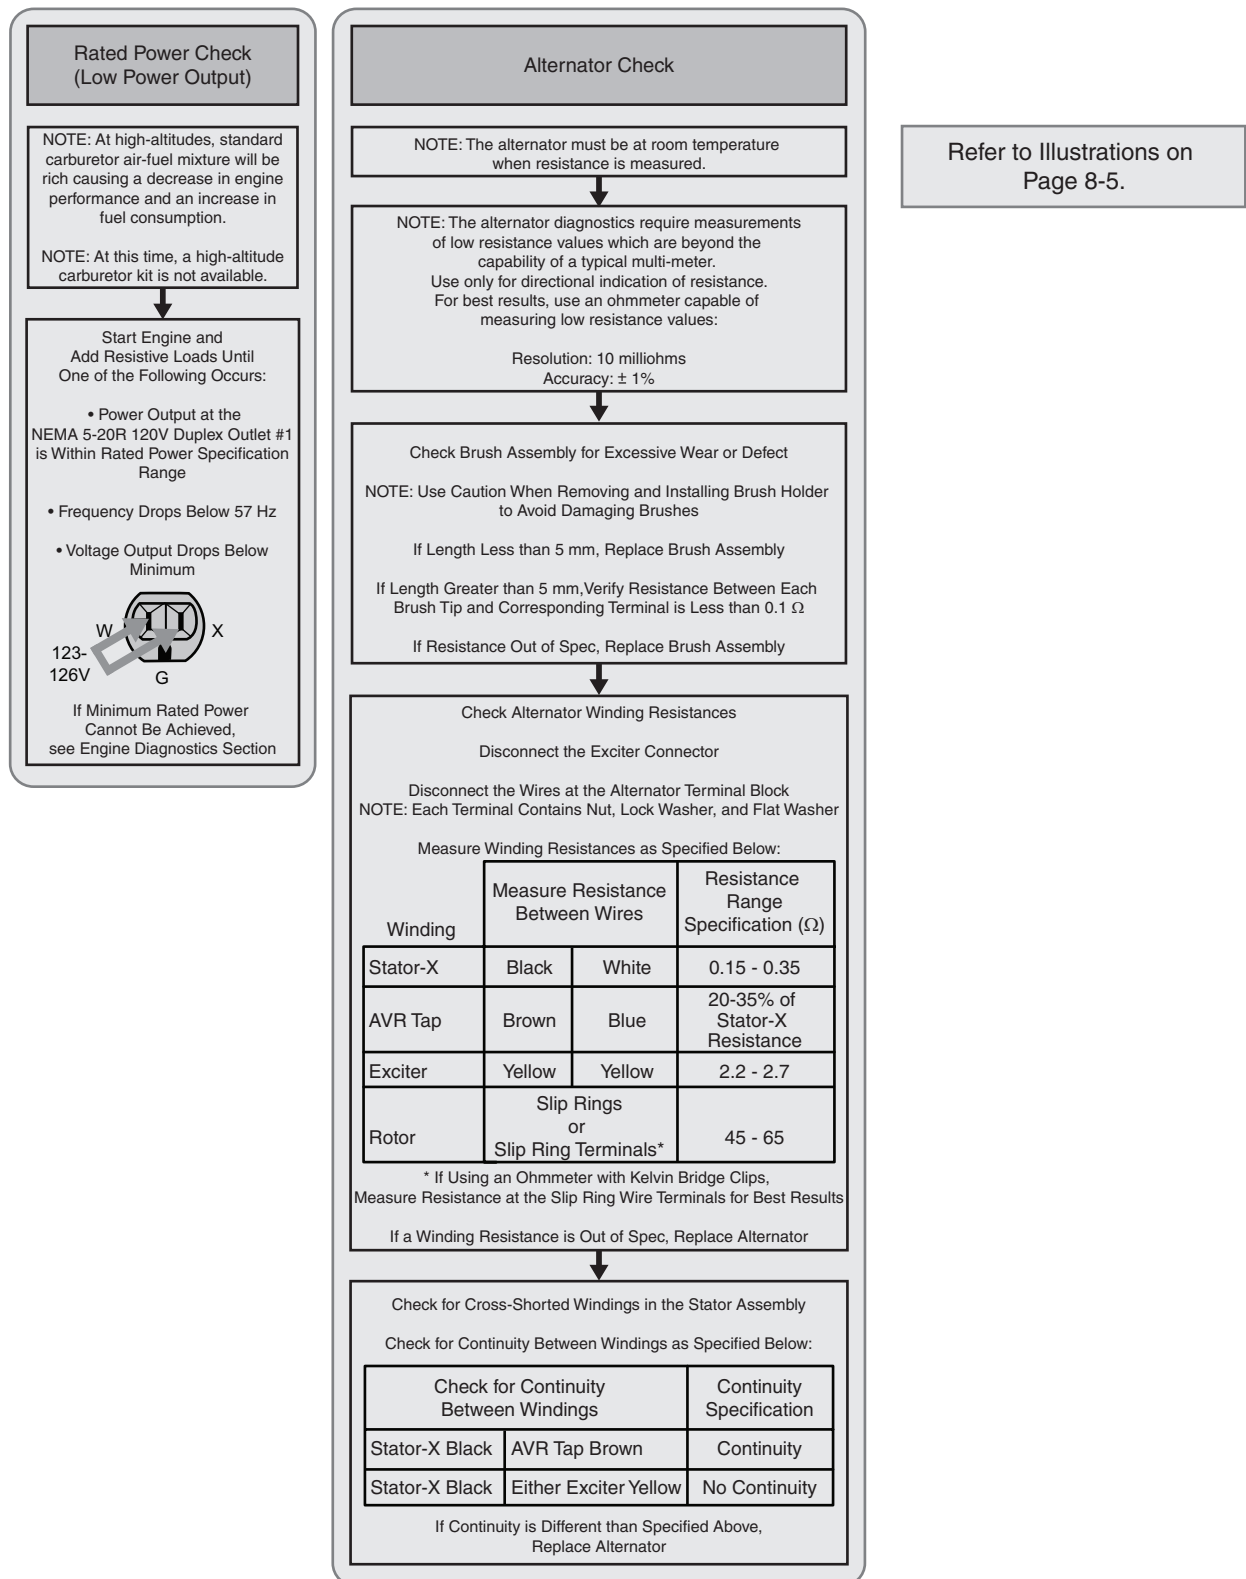 Rated Power Check
(Low Power Output)
NOTE: At high-altitudes, standard
carburetor air-fuel mixture will be
rich causing a decrease in engine
performance and an increase in
fuel consumption.
NOTE: At this time, a high-altitude
carburetor kit is not available.
Start Engine and
Add Resistive Loads Until
One of the Following Occurs:
• Power Output at the
NEMA 5-20R 120V Duplex Outlet #1
is Within Rated Power Specification
Range
• Frequency Drops Below 57 Hz
• Voltage Output Drops Below
Minimum
W X
123-
126V
G
If Minimum Rated Power
Cannot Be Achieved,
see Engine Diagnostics Section
Alternator Check
NOTE: The alternator must be at room temperature
when resistance is measured.
NOTE: The alternator diagnostics require measurements
of low resistance values which are beyond the
capability of a typical multi-meter.
Use only for directional indication of resistance.
For best results, use an ohmmeter capable of
measuring low resistance values:
Resolution: 10 milliohms
Accuracy: ± 1%
Check Brush Assembly for Excessive Wear or Defect
NOTE: Use Caution When Removing and Installing Brush Holder
to Avoid Damaging Brushes
If Length Less than 5 mm, Replace Brush Assembly
If Length Greater than 5 mm,Verify Resistance Between Each
Brush Tip and Corresponding Terminal is Less than 0.1 Ω
If Resistance Out of Spec, Replace Brush Assembly
Check Alternator Winding Resistances
Disconnect the Exciter Connector
Disconnect the Wires at the Alternator Terminal Block
NOTE: Each Terminal Contains Nut, Lock Washer, and Flat Washer
Measure Winding Resistances as Specified Below:
Winding
Measure Resistance
Between Wires
Resistance
Range
Specification (Ω)
Stator-X Black White 0.15 - 0.35
AVR Tap Brown Blue
20-35% of
Stator-X
Resistance
Exciter Yellow Yellow 2.2 - 2.7
Rotor
Slip Rings
or
Slip Ring Terminals*
45 - 65
* If Using an Ohmmeter with Kelvin Bridge Clips,
Measure Resistance at the Slip Ring Wire Terminals for Best Results
If a Winding Resistance is Out of Spec, Replace Alternator
Check for Cross-Shorted Windings in the Stator Assembly
Check for Continuity Between Windings as Specified Below:
Check for Continuity
Between Windings
Continuity
Specification
Stator-X Black AVR Tap Brown Continuity
Stator-X Black Either Exciter Yellow No Continuity
If Continuity is Different than Specified Above,
Replace Alternator
Refer to Illustrations on
Page 8-5.